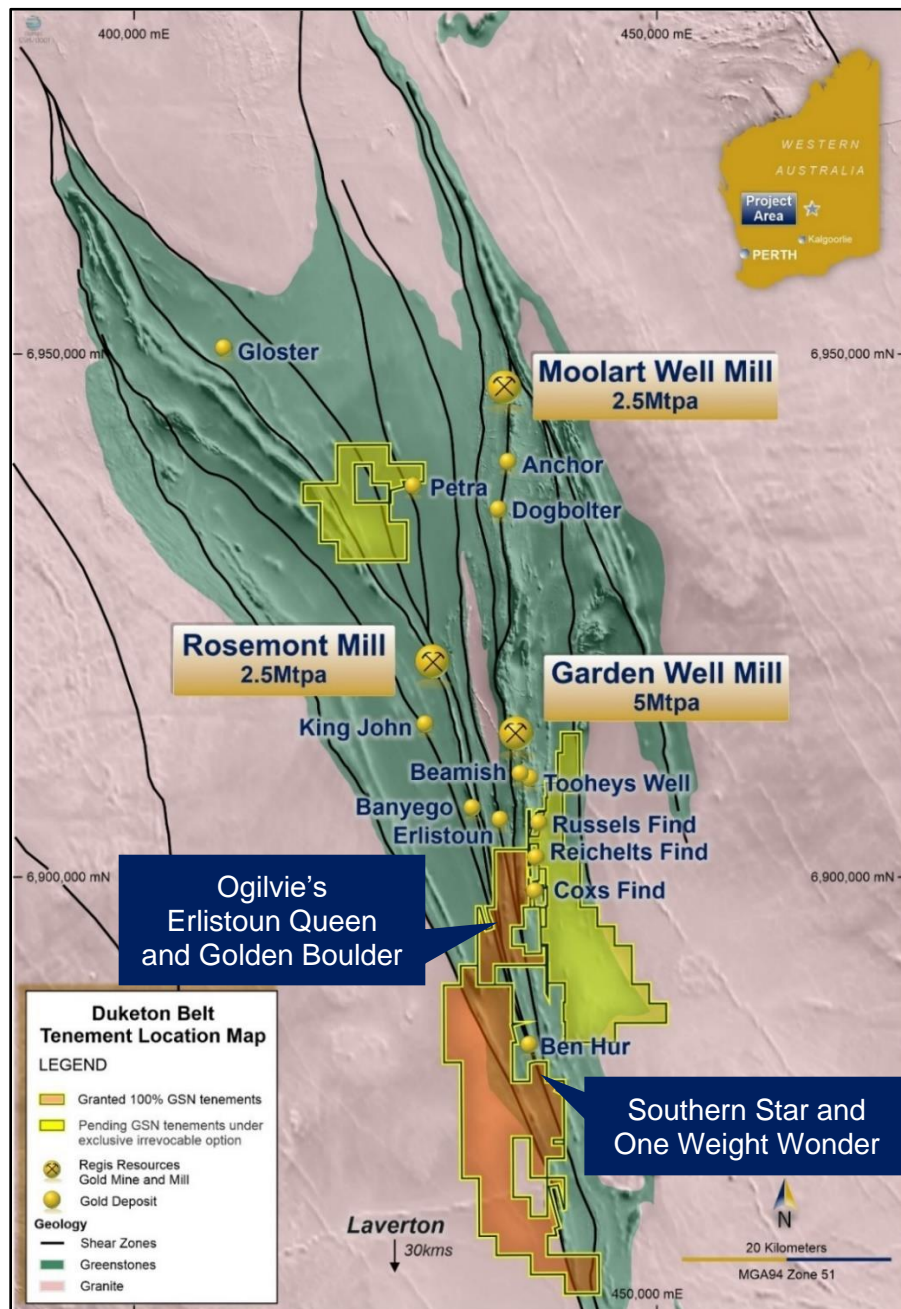 400,000 mE
450,000 mE
WESTERN
AUSTRALIA
Project
Area
Kalgoorlie
PERTH
6,950,000 mN
6,950,000 mN
Gloster
Moolart Well Mill
2.5Mtpa
Anchor
Petra
Dogbolter
Rosemont Mill
2.5Mtpa
Garden Well Mill
5Mtpa
King John
Beamish
Tooheys Well
Banyego
Russels Find
Erlistoun
Reichelts Find
6,900,000 mN
6,900,000 mN
Coxs Find
Ogilvie's
Erlistoun Queen
and Golden Boulder
Ben Hur
Southern Star and
One Weight Wonder
Duketon Belt
Tenement Location Map
LEGEND
Granted 100% GSN tenements
Pending GSN tenements under
exclusive irrevocable option
Regis Resources
Gold Mine and Mill
Gold Deposit
Geology
Shear Zones
Greenstones
Granite
Laverton
30kms
N
20 Kilometers
MGA94 Zone 51
450,000 mE